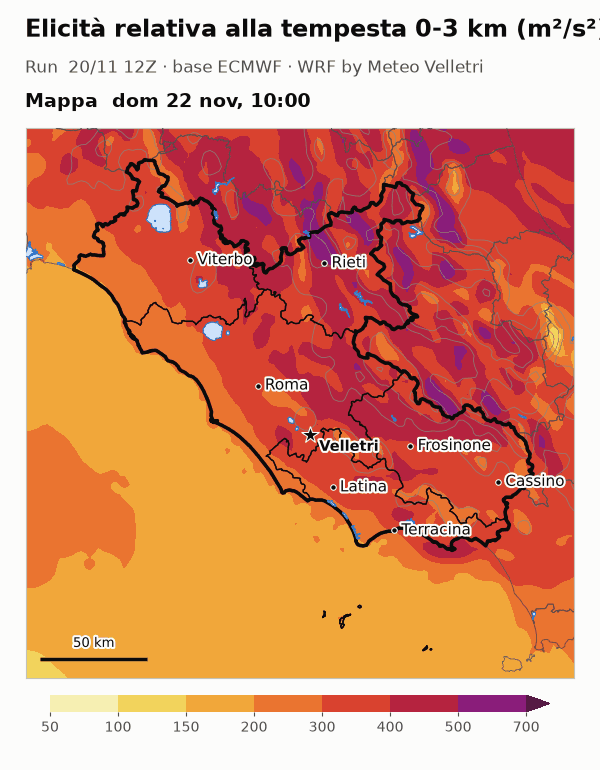 Elicità relativa alla tempesta 0-3 km (m²/s²)
Run 20/11 12Z · base ECMWF · WRF by Meteo Velletri
Mappa dom 22 nov, 10:00
Viterbo
Rieti
Roma
Velletri
Frosinone
Latina
Cassino
Terracina
50 km
50 100 150 200 300 400 500 700